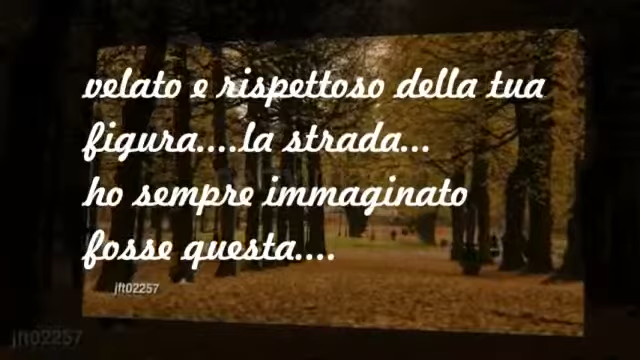 velato e rispettoso della tua
figura....la strada...
ho sempre immaginato
fosse questa....
jft02257
jft02257